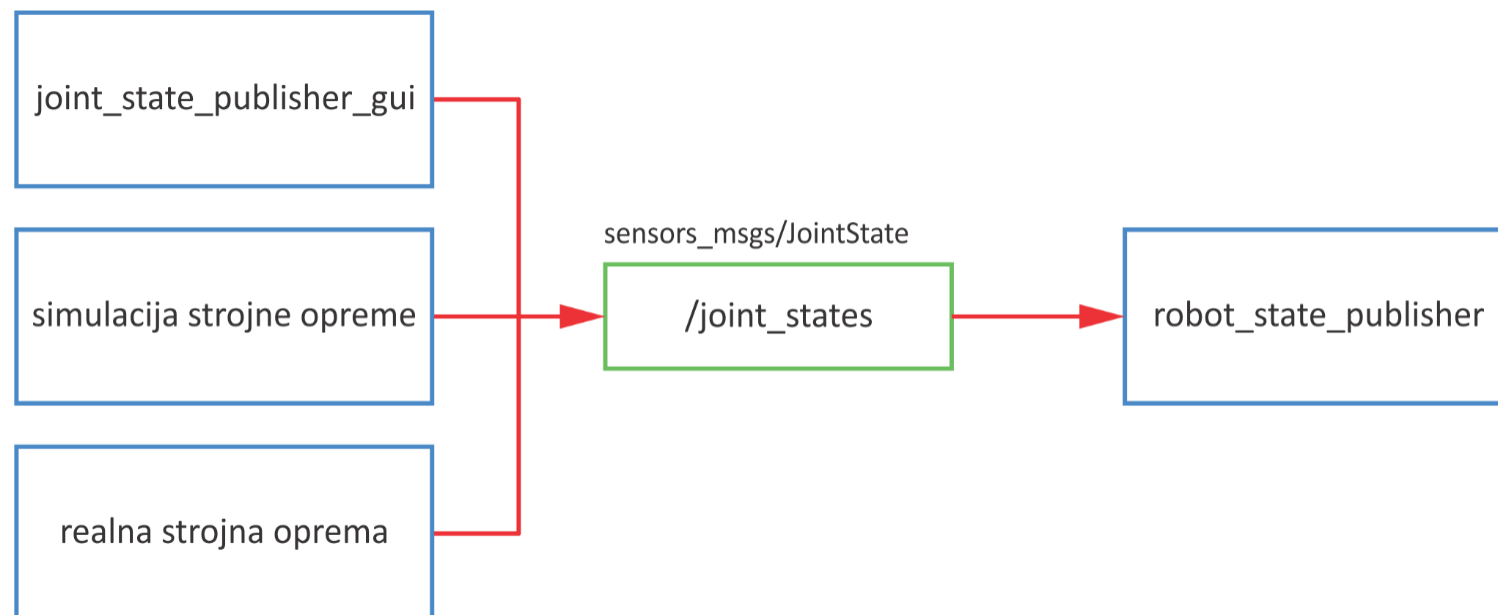 joint_state_publisher_gui
simulacija strojne opreme
realna strojna oprema
sensors_msgs/JointState
/joint_states
robot_state_publisher